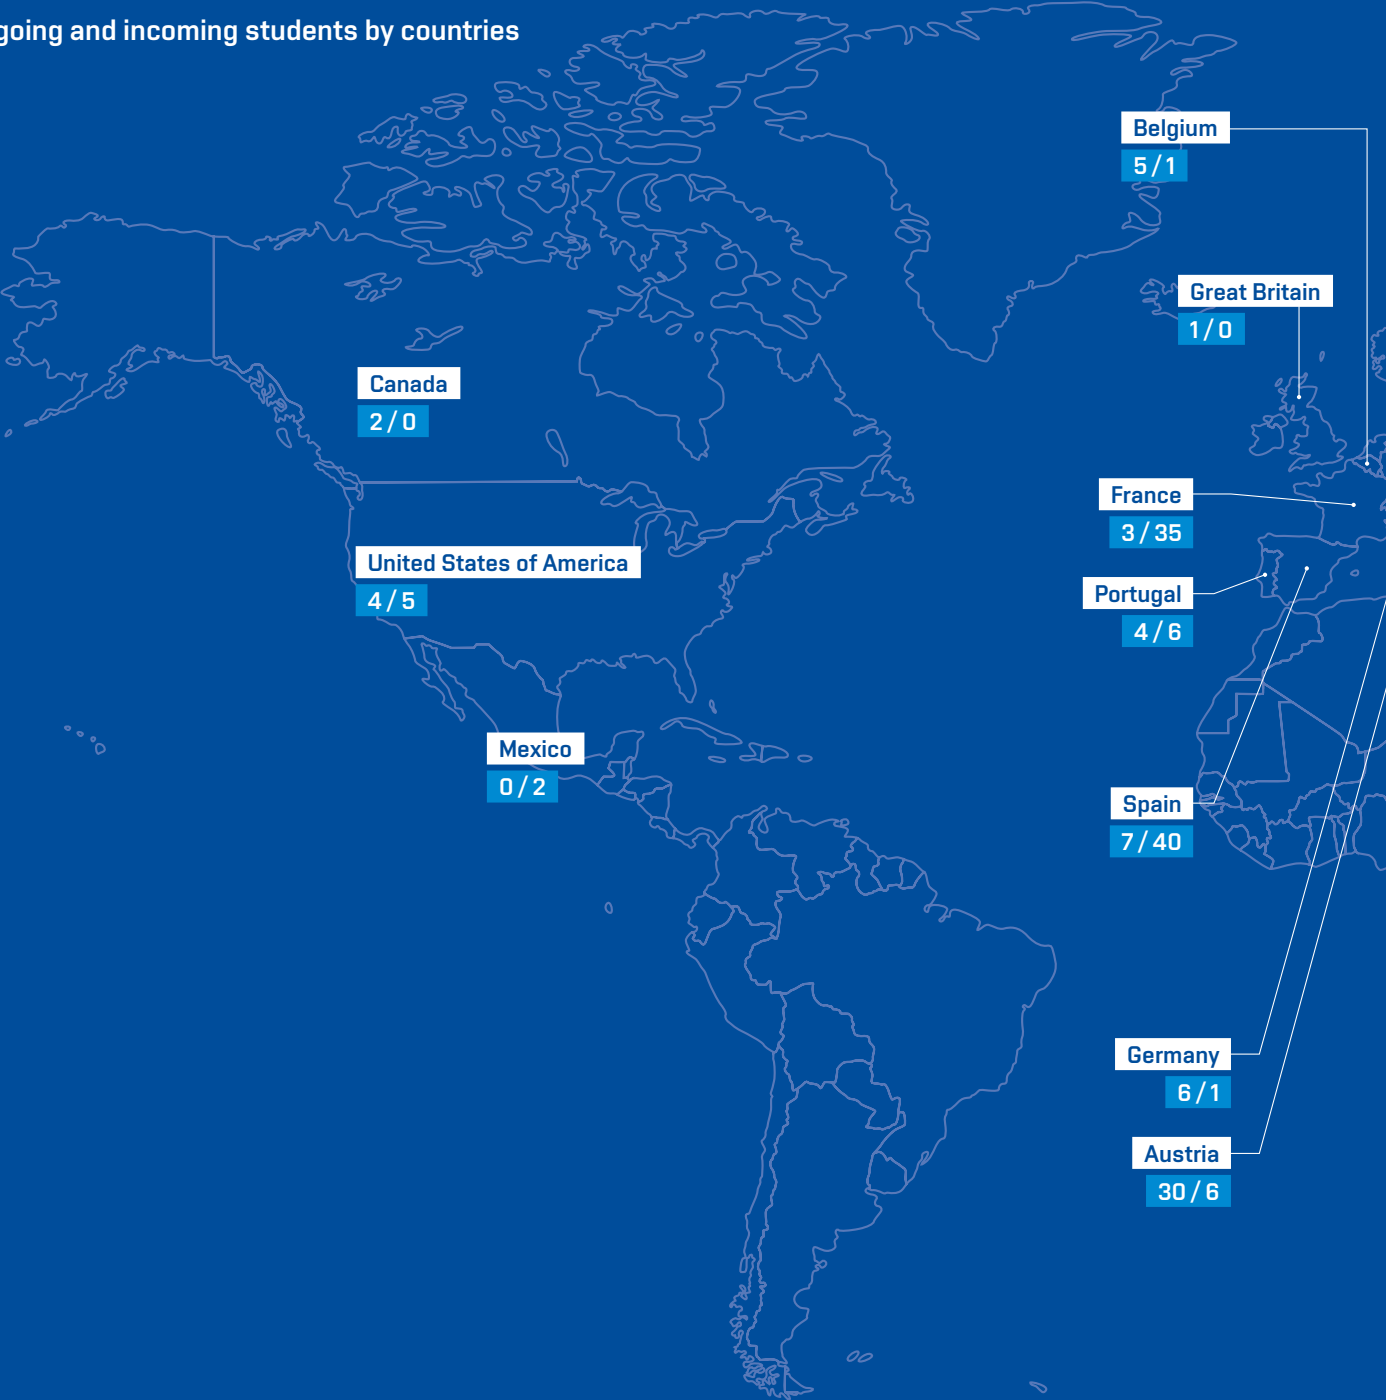 going and incoming students by countries
Belgium
5 / 1
Great Britain
1 / 0
Canada
2 / 0
France
3 / 35
United States of America
4 / 5
Portugal
4 / 6
Mexico
0 / 2
Spain
7 / 40
Germany
6 / 1
Austria
30 / 6